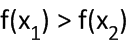 f(x₁) > f(x₂)